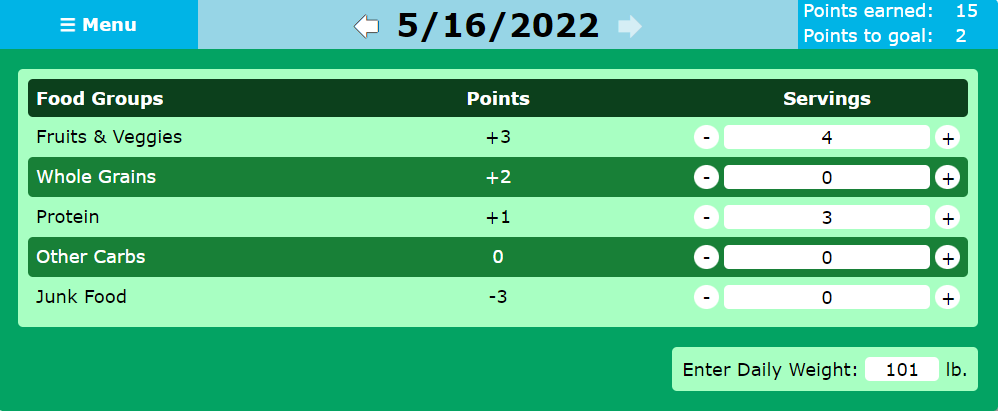 ☰ Menu
5/16/2022
Points earned: 15
Points to goal: 2
Food Groups Points Servings
Fruits & Veggies +3 - 4 +
Whole Grains +2 - 0 +
Protein +1 - 3 +
Other Carbs 0 - 0 +
Junk Food -3 - 0 +
Enter Daily Weight: 101 lb.